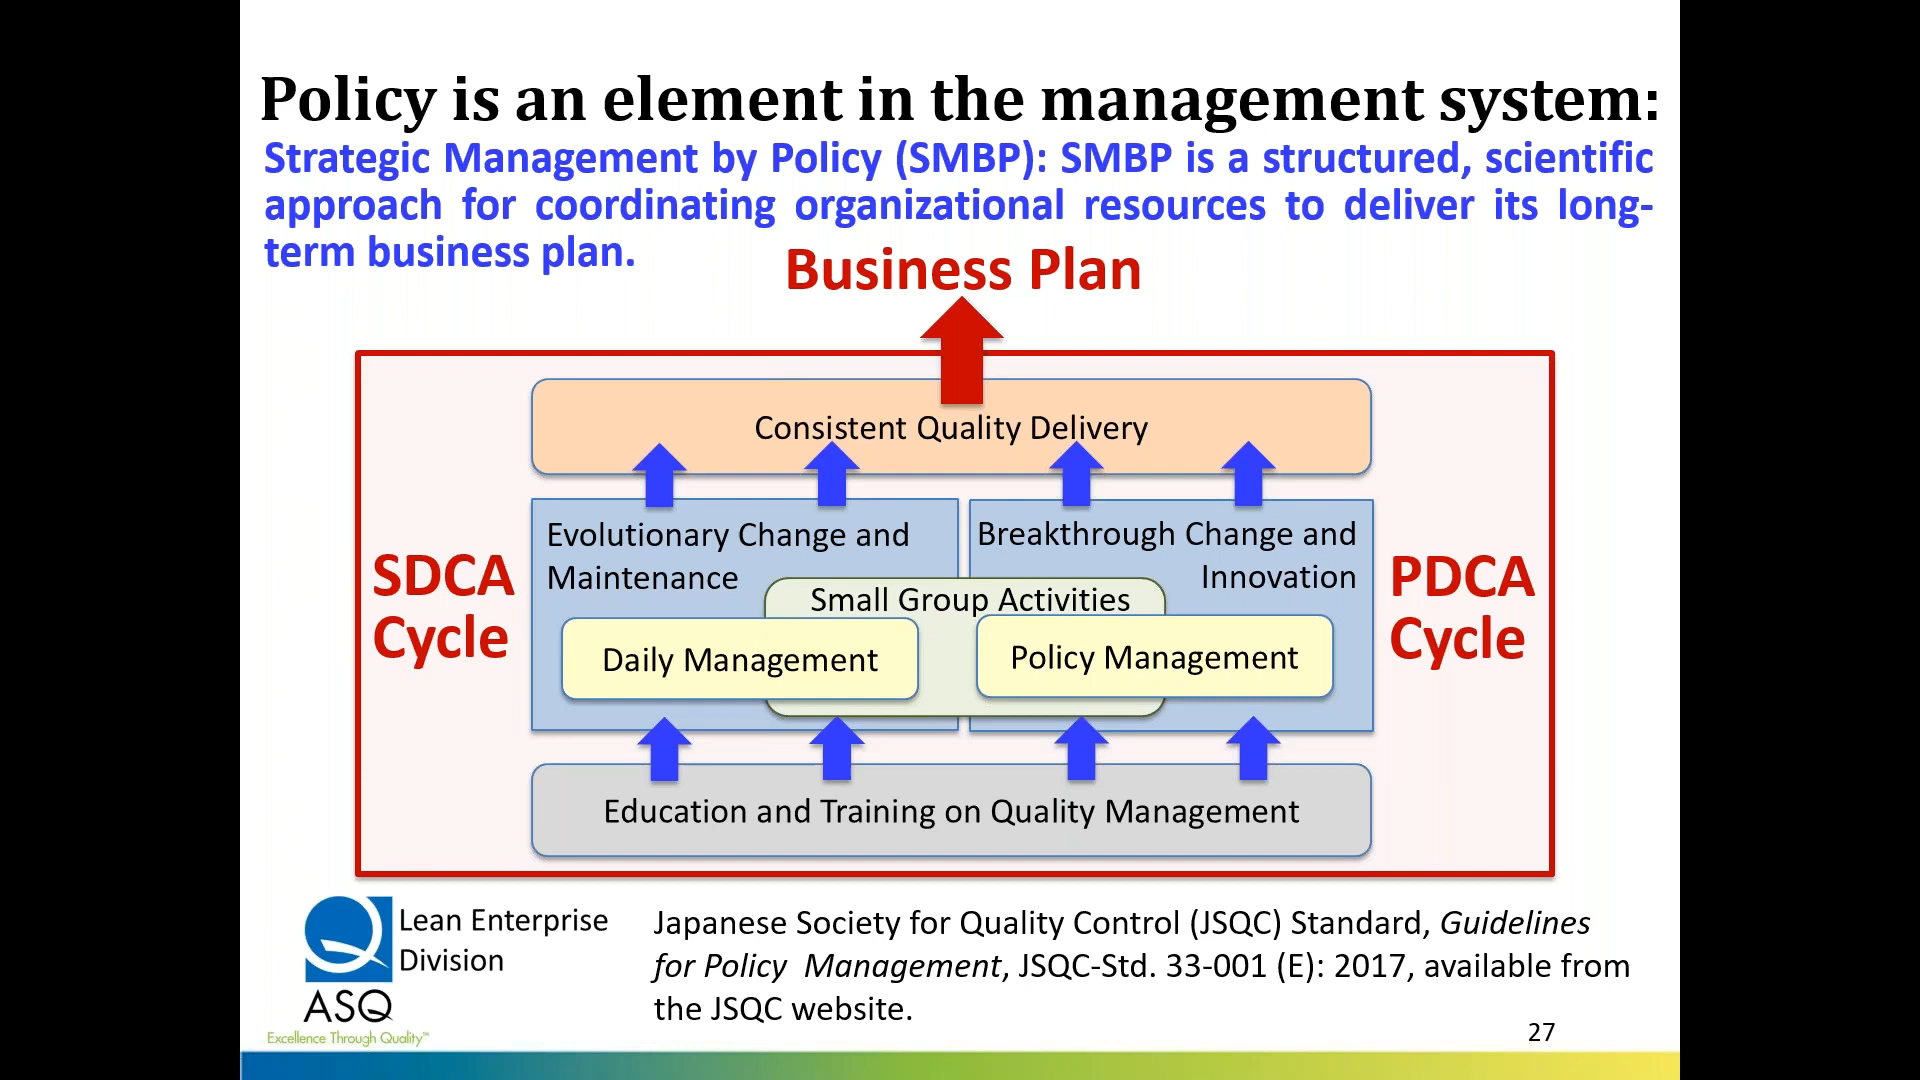 Policy is an element in the management system:
Strategic Management by Policy (SMBP): SMBP is a structured, scientific
approach for coordinating organizational resources to deliver its long-
term business plan.
Business Plan
Consistent Quality Delivery
Evolutionary Change and
Maintenance
Breakthrough Change and
Innovation
SDCA
Cycle
PDCA
Cycle
Small Group Activities
Daily Management
Policy Management
Education and Training on Quality Management
Lean Enterprise
Division
ASQ
Excellence Through Quality™
Japanese Society for Quality Control (JSQC) Standard, Guidelines
for Policy Management, JSQC-Std. 33-001 (E): 2017, available from
the JSQC website.
27